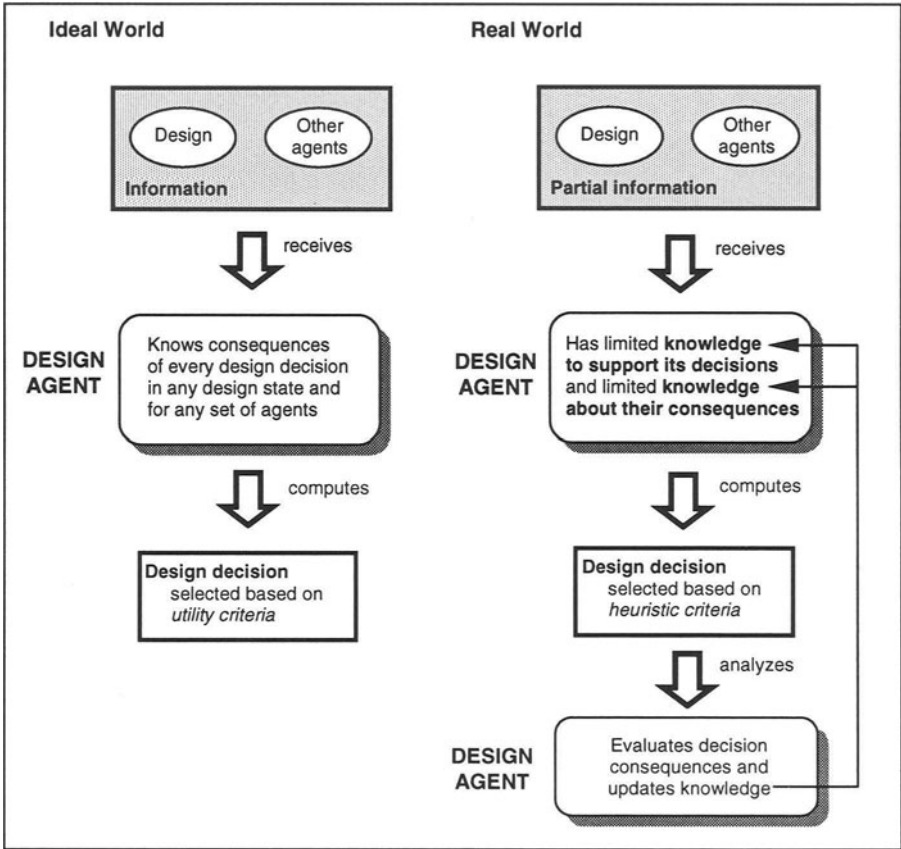 Ideal World
Design
Other
agents
Information
receives
DESIGN
AGENT
Knows consequences
of every design decision
in any design state and
for any set of agents
computes
Design decision
selected based on
utility criteria
Real World
Design
Other
agents
Partial information
receives
DESIGN
AGENT
Has limited knowledge
to support its decisions
and limited knowledge
about their consequences
computes
Design decision
selected based on
heuristic criteria
analyzes
DESIGN
AGENT
Evaluates decision
consequences and
updates knowledge